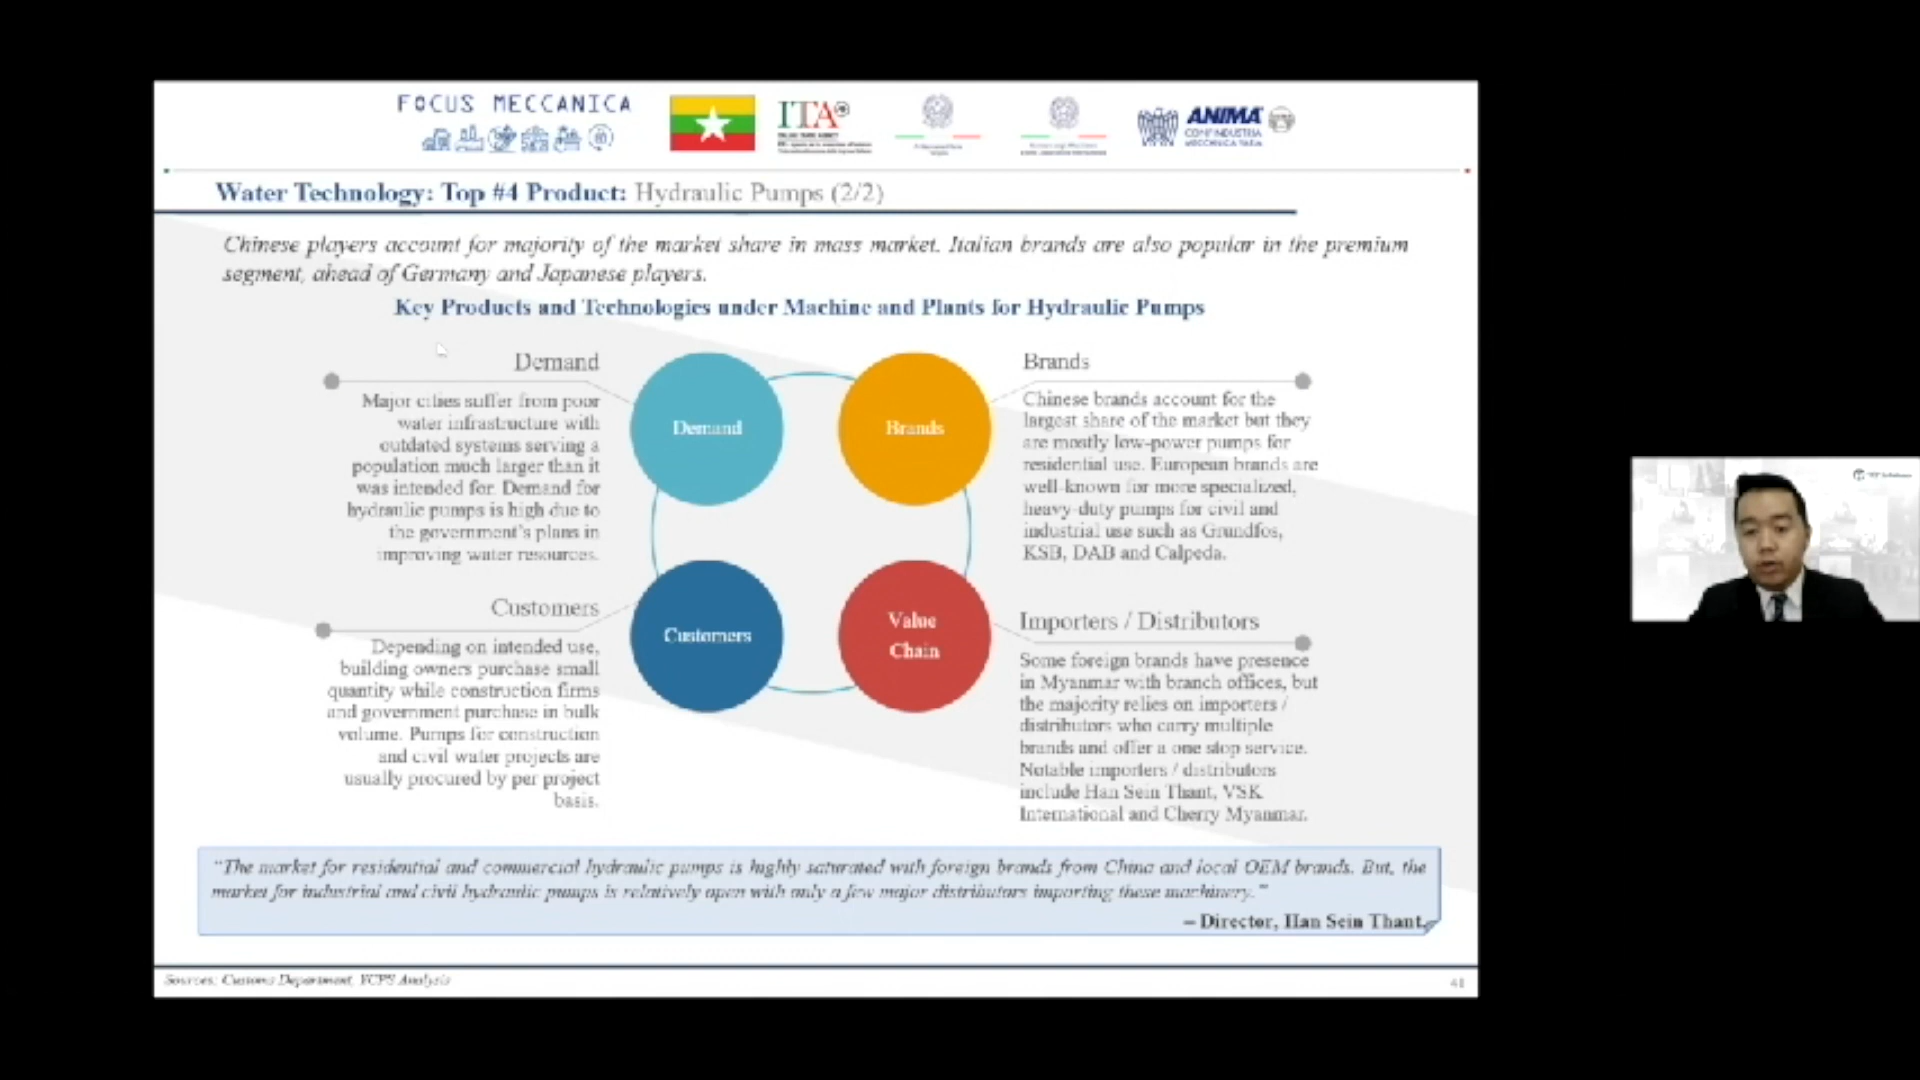 FOCUS MECCANICA
ITA
ANIMA
CONFINDUSTRIA
MECCANICA VARIA
Water Technology: Top #4 Product: Hydraulic Pumps (2/2)
Chinese players account for majority of the market share in mass market. Italian brands are also popular in the premium
segment, ahead of Germany and Japanese players.
Key Products and Technologies under Machine and Plants for Hydraulic Pumps
Demand
Major cities suffer from poor
water infrastructure with
outdated systems serving a
population much larger than it
was intended for. Demand for
hydraulic pumps is high due to
the government's plans in
improving water resources.
Demand
Brands
Brands
Chinese brands account for the
largest share of the market but they
are mostly low-power pumps for
residential use. European brands are
well-known for more specialized,
heavy-duty pumps for civil and
industrial use such as Grundfos,
KSB, DAB and Calpeda.
Customers
Depending on intended use,
building owners purchase small
quantity while construction firms
and government purchase in bulk
volume. Pumps for construction
and civil water projects are
usually procured by per project
basis.
Customers
Value
Chain
Importers / Distributors
Some foreign brands have presence
in Myanmar with branch offices, but
the majority relies on importers /
distributors who carry multiple
brands and offer a one stop service.
Notable importers / distributors
include Han Sein Thant, VSK
International and Cherry Myanmar.
"The market for residential and commercial hydraulic pumps is highly saturated with foreign brands from China and local OEM brands. But, the
market for industrial and civil hydraulic pumps is relatively open with only a few major distributors importing these machinery."
– Director, Han Sein Thant
Sources: Customs Department, YCPS Analysis